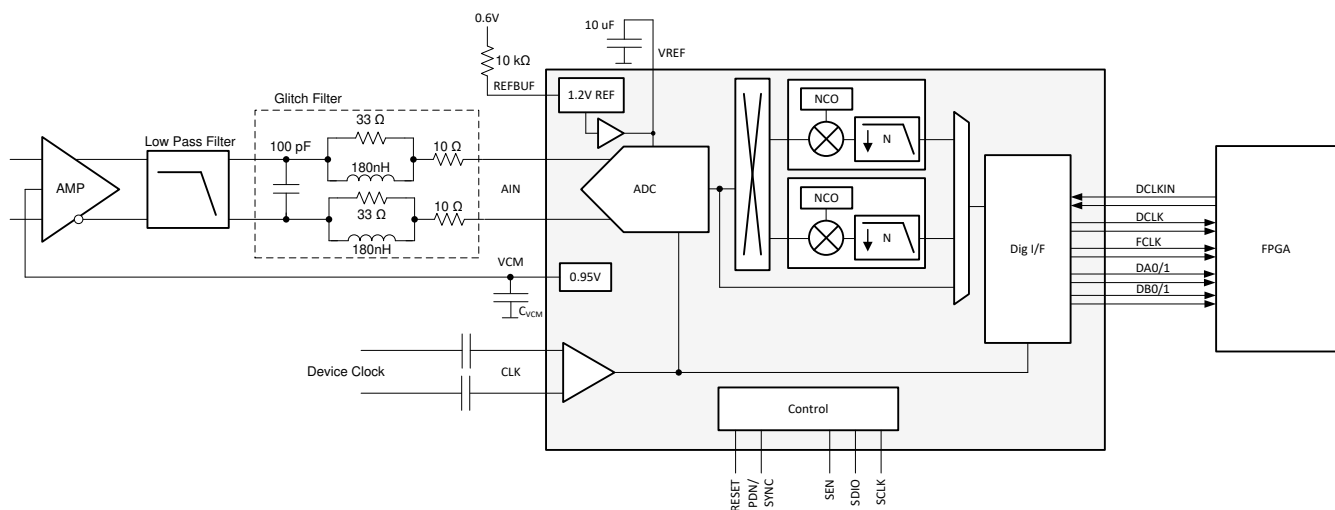 0.6V
10 kΩ
REFBUF
10 uF
VREF
1.2V REF
Glitch Filter
33 Ω
Low Pass Filter
100 pF
10 Ω
180nH
AMP
AIN
ADC
33 Ω
10 Ω
180nH
VCM
0.95V
CVCM
Device Clock
CLK
NCO
N
NCO
N
Dig I/F
DCLKIN
DCLK
FCLK
DA0/1
DB0/1
FPGA
Control
RESET
PDN/
SYNC
SEN
SDIO
SCLK